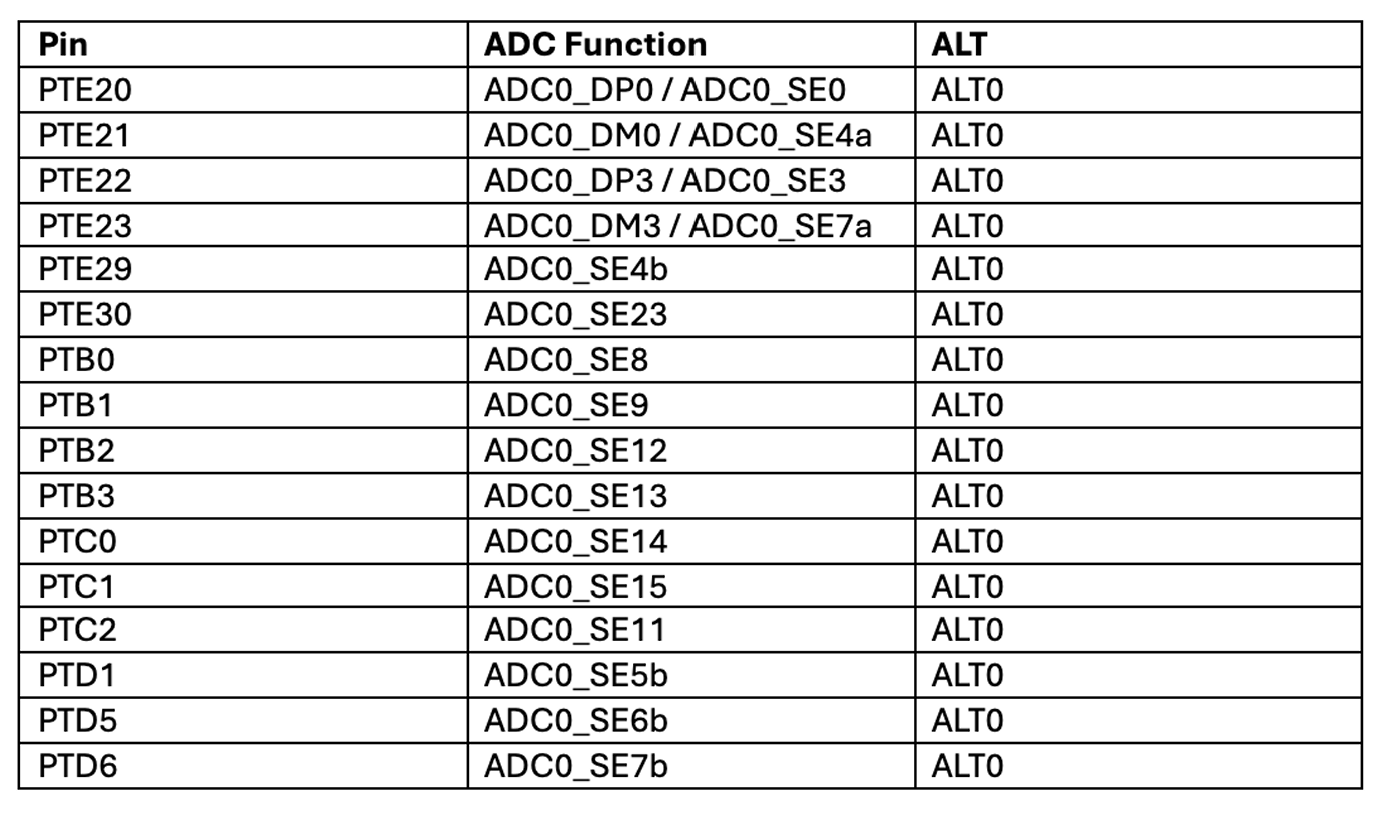 Pin ADC Function ALT
PTE20 ADC0_DP0 / ADC0_SE0 ALT0
PTE21 ADC0_DM0 / ADC0_SE4a ALT0
PTE22 ADC0_DP3 / ADC0_SE3 ALT0
PTE23 ADC0_DM3 / ADC0_SE7a ALT0
PTE29 ADC0_SE4b ALT0
PTE30 ADC0_SE23 ALT0
PTB0 ADC0_SE8 ALT0
PTB1 ADC0_SE9 ALT0
PTB2 ADC0_SE12 ALT0
PTB3 ADC0_SE13 ALT0
PTC0 ADC0_SE14 ALT0
PTC1 ADC0_SE15 ALT0
PTC2 ADC0_SE11 ALT0
PTD1 ADC0_SE5b ALT0
PTD5 ADC0_SE6b ALT0
PTD6 ADC0_SE7b ALT0